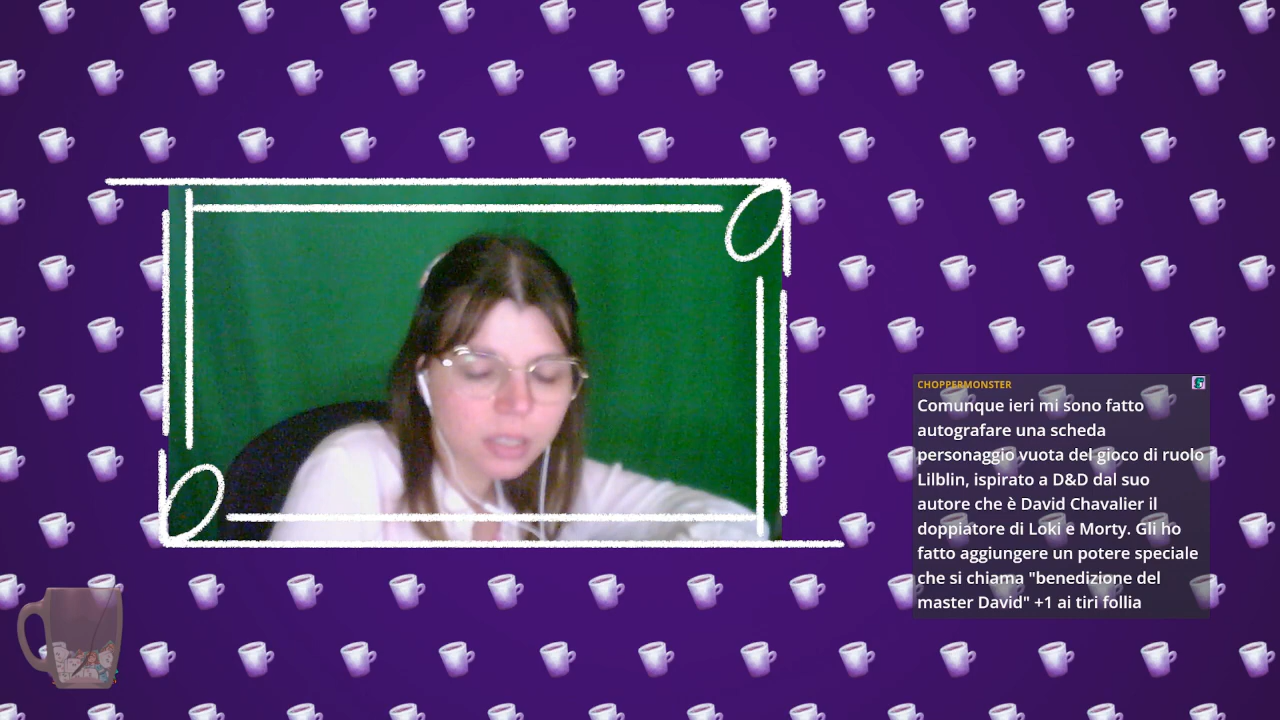 CHOPPERMONSTER
Comunque ieri mi sono fatto
autografare una scheda
personaggio vuota del gioco di ruolo
Lilblin, ispirato a D&D dal suo
autore che è David Chavalier il
doppiatore di Loki e Morty. Gli ho
fatto aggiungere un potere speciale
che si chiama "benedizione del
master David" +1 ai tiri follia